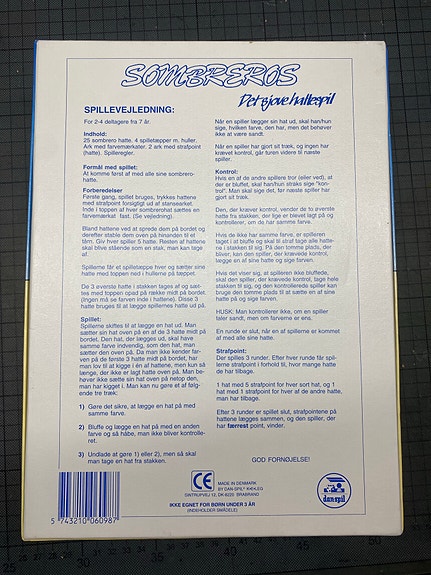 SOMBREROS
Det sjove hattespil
SPILLEVEJLEDNING:
For 2-4 deltagere fra 7 år.
Indhold:
25 sombrero hatte, 4 spilletæpper m. huller.
Ark med farvemærkater. 2 ark med strafpoint
(hatte). Spilleregler.
Formål med spillet:
At komme først af med alle sine sombrero-
hatte.
Forberedelser
Første gang, spillet bruges, trykkes hattene
med strafpoint forsigtigt ud af stansearket.
Inde i toppen af hver sombrerohat sættes en
farvemærkat fast. (Se vejledning).
Bland hattene ved at sprede dem på bordet og
derefter stable dem oven på hinanden til et
tårn. Giv hver spiller 5 hatte. Resten af hattene
skal blive stående som en stak, man kan tage
af.
Spillerne får et spilletæppe hver og sætter sine
hatte med toppen ned i hullerne på tæppet.
De 3 øverste hatte i stakken tages af og sæt-
tes med toppen opad på række midt på bordet.
(Ingen må se farven inde i hattene). Disse 3
hatte bruges til at lægge spillernes hatte ud på.
Spillet:
Spillerne skiftes til at lægge en hat ud. Man
sætter sin hat oven på en af de 3 hatte midt på
bordet. Den hat, der lægges ud, skal have
samme farve indvendig, som den hat, man
sætter den oven på. Da man ikke kender far-
ven på de første 3 hatte midt på bordet, har
man lov til at kigge i én af hattene, men kun så
længe, der ikke er lagt hatte oven på. Man be-
høver ikke sætte sin hat oven på netop den,
man har kigget i. Man kan nu gøre et af følg-
ende tre træk:
1) Gøre det sikre, at lægge en hat på med
samme farve.
2) Bluffe og lægge en hat på med en anden
farve og så håbe, man ikke bliver kontrolle-
ret.
3) Undlade at gøre 1) eller 2), men så skal
man tage en hat fra stakken.
Når en spiller lægger sin hat ud, skal han/hun
sige, hvilken farve, den har, men det behøver
ikke at være sandt.
Når en spiller har gjort sit træk, og ingen har
krævet kontrol, går turen videre til næste
spiller.
Kontrol:
Hvis en af de andre spillere tror (eller ved), at
der er bluffet, skal han/hun straks sige "kon-
trol". Man skal sige det, før næste spiller har
gjort sit træk.
Den, der kræver kontrol, vender de to øverste
hatte fra stakken, der lige er blevet lagt på og
kontrollerer, om de har samme farve.
Hvis de ikke har samme farve, er spilleren
taget i at bluffe og skal til straf tage alle hatte-
ne i stakken til sig. På den tomme plads, der
bliver, kan den spiller, der krævede kontrol,
lægge en af sine hatte på og sige farven.
Hvis det viser sig, at spilleren ikke bluffede,
skal den spiller, der krævede kontrol, tage hele
stakken til sig, og den kontrollerede spiller kan
bruge den tomme plads til at sætte en af sine
hatte på og sige farven.
HUSK: Man kontrollerer ikke, om en spiller
taler sandt, men om farverne er ens.
En runde er slut, når en af spillerne er kommet
af med alle sine hatte.
Strafpoint:
Der spilles 3 runder. Efter hver runde får spil-
lerne strafpoint i forhold til, hvor mange hatte
de har tilbage.
1 hat med 5 strafpoint for hver sort hat, og 1
hat med 1 strafpoint for hver af de andre hatte,
man har tilbage.
Efter 3 runder er spillet slut, strafpointene på
hattene lægges sammen, og den spiller, der
har færrest point, vinder.
GOD FORNØJELSE!
5 743210 060987
CE
MADE IN DENMARK
BY DAN-SPIL
GINTRUPVEJ 12, DK-8220 BRABRAND
IKKE EGNET FOR BØRN UNDER 3 ÅR
(INDEHOLDER SMÅDELE)
dan spil